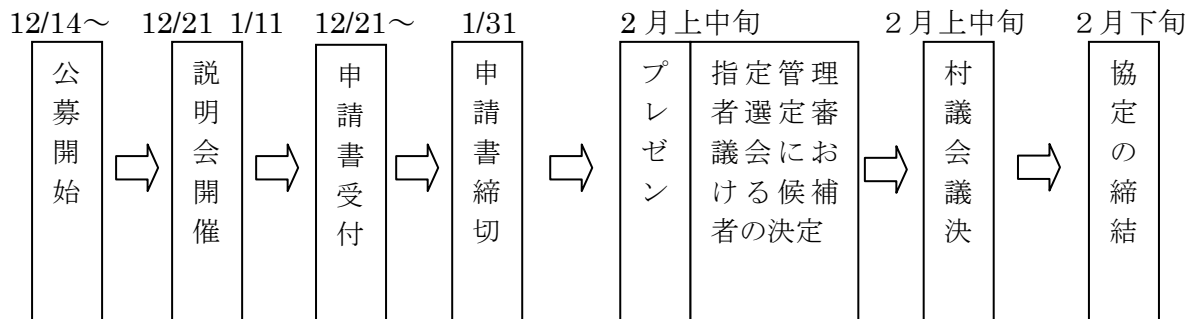 12/14～ 12/21 1/11 12/21～ 1/31 ２月上中旬 ２月上中旬 ２月下旬
公募開始
説明会開催
申請書受付
申請書締切
プレゼン
指定管理
者選定審
議会にお
ける候補
者の決定
村議会議決
協定の締結